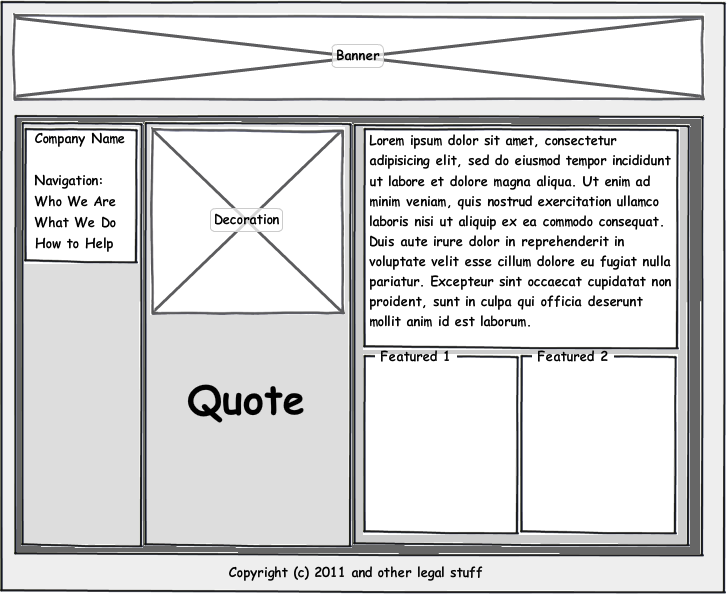 Banner
Company Name
Navigation:
Who We Are
What We Do
How to Help
Decoration
Quote
Lorem ipsum dolor sit amet, consectetur
adipisicing elit, sed do eiusmod tempor incididunt
ut labore et dolore magna aliqua. Ut enim ad
minim veniam, quis nostrud exercitation ullamco
laboris nisi ut aliquip ex ea commodo consequat.
Duis aute irure dolor in reprehenderit in
voluptate velit esse cillum dolore eu fugiat nulla
pariatur. Excepteur sint occaecat cupidatat non
proident, sunt in culpa qui officia deserunt
mollit anim id est laborum.
Featured 1
Featured 2
Copyright (c) 2011 and other legal stuff